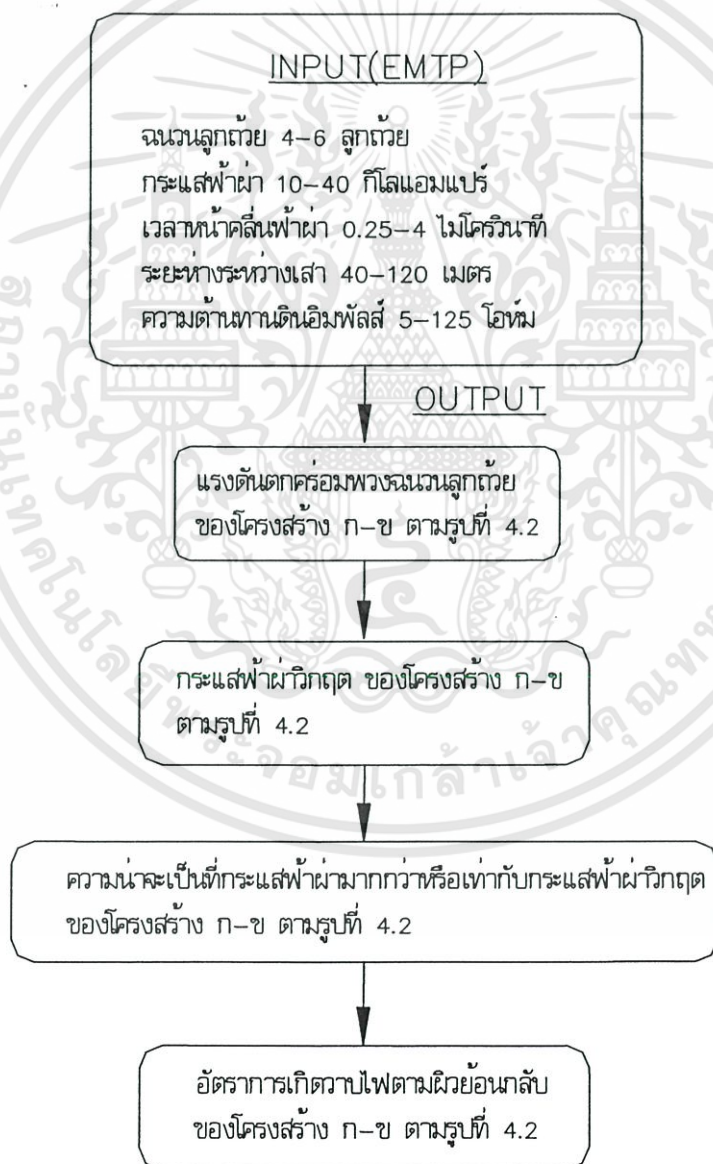 INPUT(EMTP)
ฉนวนลูกถ้วย 4-6 ลูกถ้วย
กระแสฟ้าผ่า 10-40 กิโลแอมแปร์
เวลาหน้าคลื่นฟ้าผ่า 0.25-4 ไมโครวินาที
ระยะห่างระหว่างเสา 40-120 เมตร
ความต้านทานดินอิมพัลส์ 5-125 โอห์ม
OUTPUT
แรงดันตกคร่อมพวงฉนวนลูกถ้วย
ของโครงสร้าง ก-ข ตามรูปที่ 4.2
กระแสฟ้าผ่าวิกฤต ของโครงสร้าง ก-ข
ตามรูปที่ 4.2
ความน่าจะเป็นที่กระแสฟ้าผ่ามากกว่าหรือเท่ากับกระแสฟ้าผ่าวิกฤต
ของโครงสร้าง ก-ข ตามรูปที่ 4.2
อัตราการเกิดวาบไฟตามผิวย้อนกลับ
ของโครงสร้าง ก-ข ตามรูปที่ 4.2